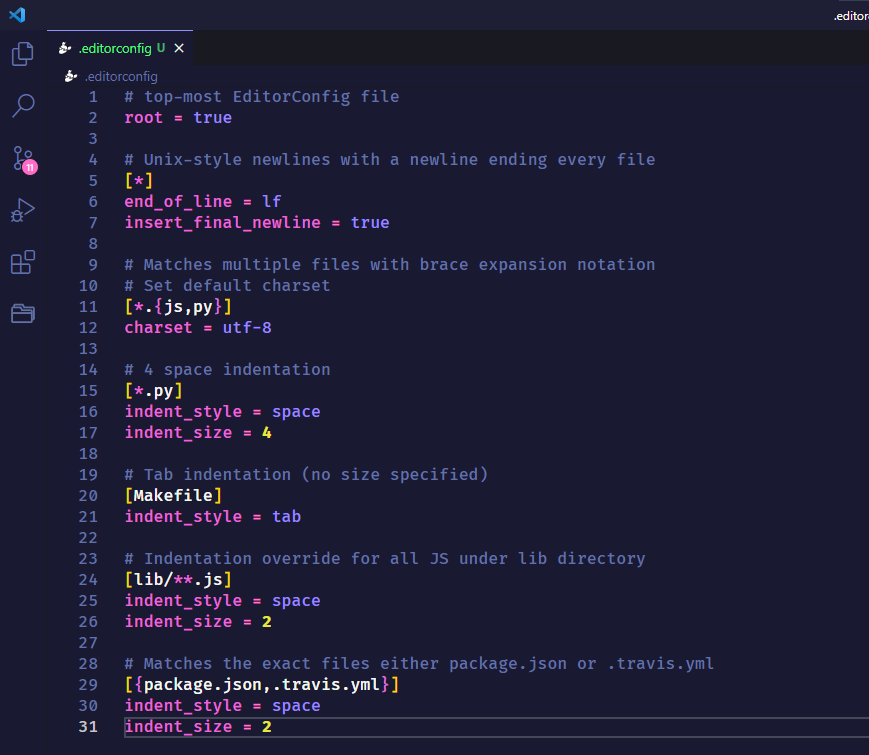 .editor
.editorconfig U
.editorconfig
11
1 # top-most EditorConfig file
2 root = true
3
4 # Unix-style newlines with a newline ending every file
5 [*]
6 end_of_line = lf
7 insert_final_newline = true
8
9 # Matches multiple files with brace expansion notation
10 # Set default charset
11 [*.{js,py}]
12 charset = utf-8
13
14 # 4 space indentation
15 [*.py]
16 indent_style = space
17 indent_size = 4
18
19 # Tab indentation (no size specified)
20 [Makefile]
21 indent_style = tab
22
23 # Indentation override for all JS under lib directory
24 [lib/**.js]
25 indent_style = space
26 indent_size = 2
27
28 # Matches the exact files either package.json or .travis.yml
29 [{package.json,.travis.yml}]
30 indent_style = space
31 indent_size = 2